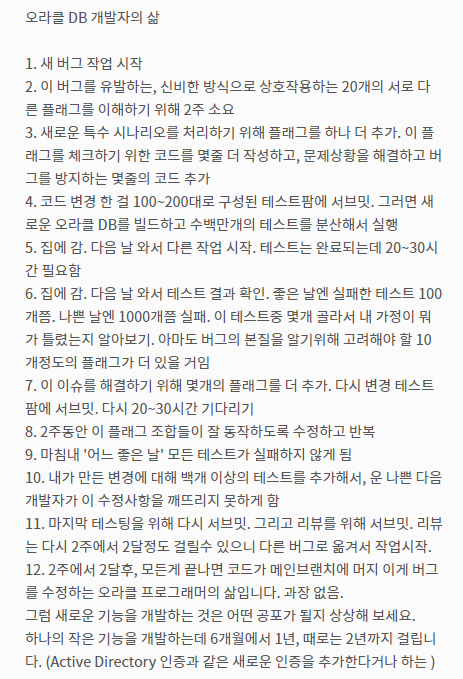 오라클 DB 개발자의 삶
1. 새 버그 작업 시작
2. 이 버그를 유발하는, 신비한 방식으로 상호작용하는 20개의 서로 다
른 플래그를 이해하기 위해 2주 소요
3. 새로운 특수 시나리오를 처리하기 위해 플래그를 하나 더 추가. 이 플
래그를 체크하기 위한 코드를 몇줄 더 작성하고, 문제상황을 해결하고 버
그를 방지하는 몇줄의 코드 추가
4. 코드 변경 한 걸 100~200대로 구성된 테스트팜에 서브밋. 그러면 새
로운 오라클 DB를 빌드하고 수백만개의 테스트를 분산해서 실행
5. 집에 감. 다음 날 와서 다른 작업 시작. 테스트는 완료되는데 20~30시
간 필요함
6. 집에 감. 다음 날 와서 테스트 결과 확인. 좋은 날엔 실패한 테스트 100
개쯤. 나쁜 날엔 1000개쯤 실패. 이 테스트중 몇개 골라서 내 가정이 뭐
가 틀렸는지 알아보기. 아마도 버그의 본질을 알기위해 고려해야 할 10
개정도의 플래그가 더 있을 거임
7. 이 이슈를 해결하기 위해 몇개의 플래그를 더 추가. 다시 변경 테스트
팜에 서브밋. 다시 20~30시간 기다리기
8. 2주동안 이 플래그 조합들이 잘 동작하도록 수정하고 반복
9. 마침내 '어느 좋은 날' 모든 테스트가 실패하지 않게 됨
10. 내가 만든 변경에 대해 백개 이상의 테스트를 추가해서, 운 나쁜 다음
개발자가 이 수정사항을 깨뜨리지 못하게 함
11. 마지막 테스팅을 위해 다시 서브밋. 그리고 리뷰를 위해 서브밋. 리뷰
는 다시 2주에서 2달정도 걸릴수 있으니 다른 버그로 옮겨서 작업시작.
12. 2주에서 2달후, 모든게 끝나면 코드가 메인브랜치에 머지 이게 버그
를 수정하는 오라클 프로그래머의 삶입니다. 과장 없음.
그럼 새로운 기능을 개발하는 것은 어떤 공포가 될지 상상해 보세요.
하나의 작은 기능을 개발하는데 6개월에서 1년, 때로는 2년까지 걸립니
다. (Active Directory 인증과 같은 새로운 인증을 추가한다거나 하는 )